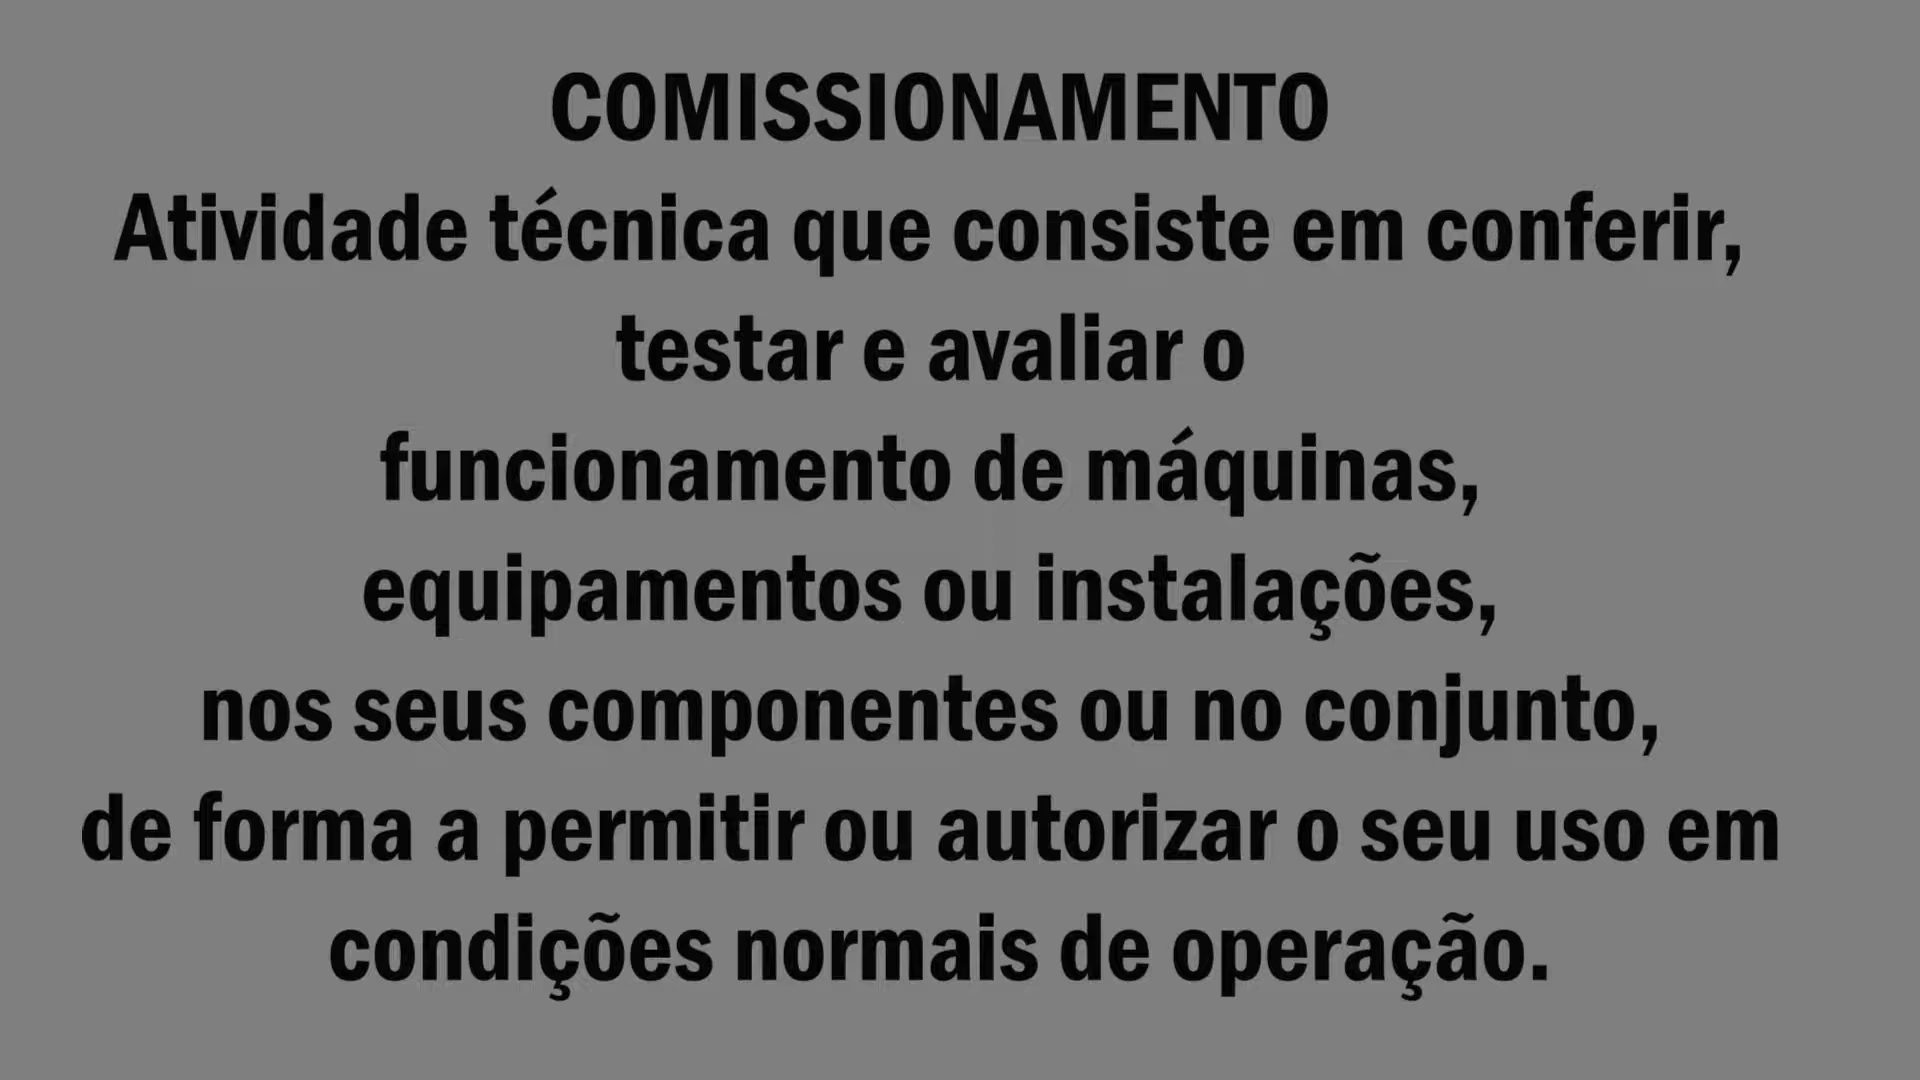 COMISSIONAMENTO
Atividade técnica que consiste em conferir,
testar e avaliar o
funcionamento de máquinas,
equipamentos ou instalações,
nos seus componentes ou no conjunto,
de forma a permitir ou autorizar o seu uso em
condições normais de operação.